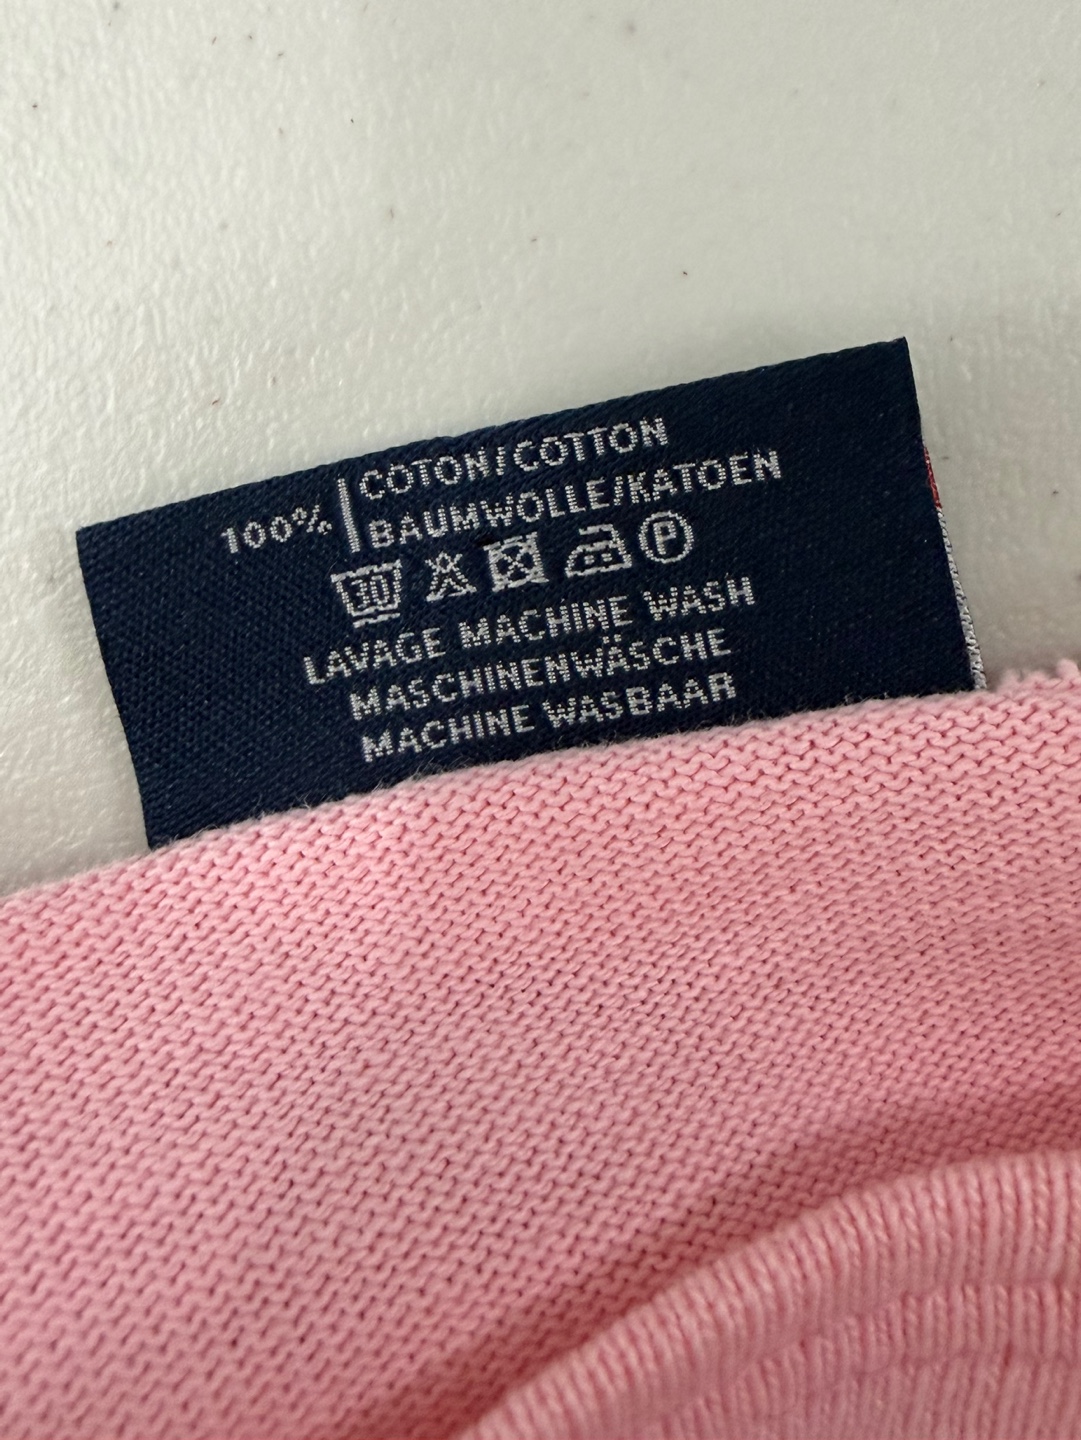 100% COTON/COTTON
BAUMWOLLE/KATOEN
30 P
LAVAGE MACHINE WASH
MASCHINENWÄSCHE
MACHINE WASBAAR